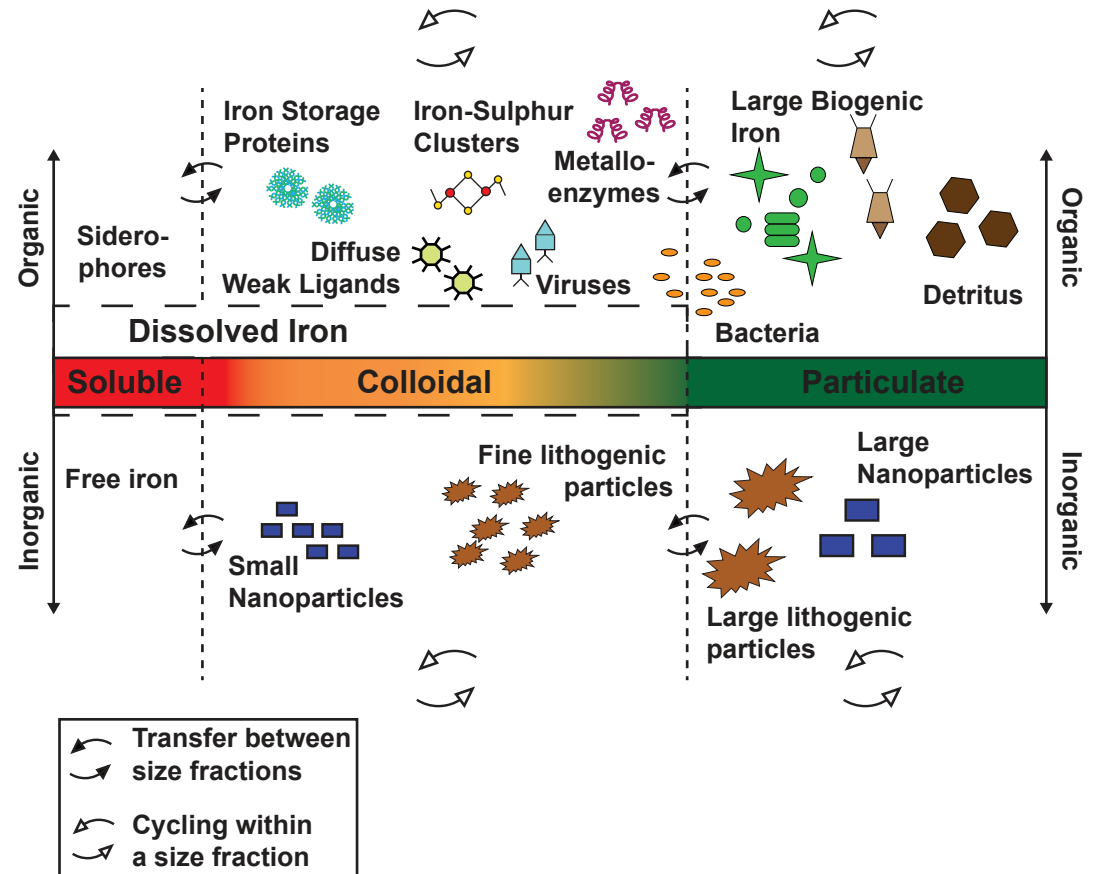 Iron Storage
Proteins
Iron-Sulphur
Clusters
Metallo-
enzymes
Large Biogenic
Iron
Organic
Sidero-
phores
Diffuse
Weak Ligands
Viruses
Bacteria
Detritus
Organic
Dissolved Iron
Soluble
Colloidal
Particulate
Inorganic
Free iron
Small
Nanoparticles
Fine lithogenic
particles
Large
Nanoparticles
Large lithogenic
particles
Inorganic
Transfer between
size fractions
Cycling within
a size fraction